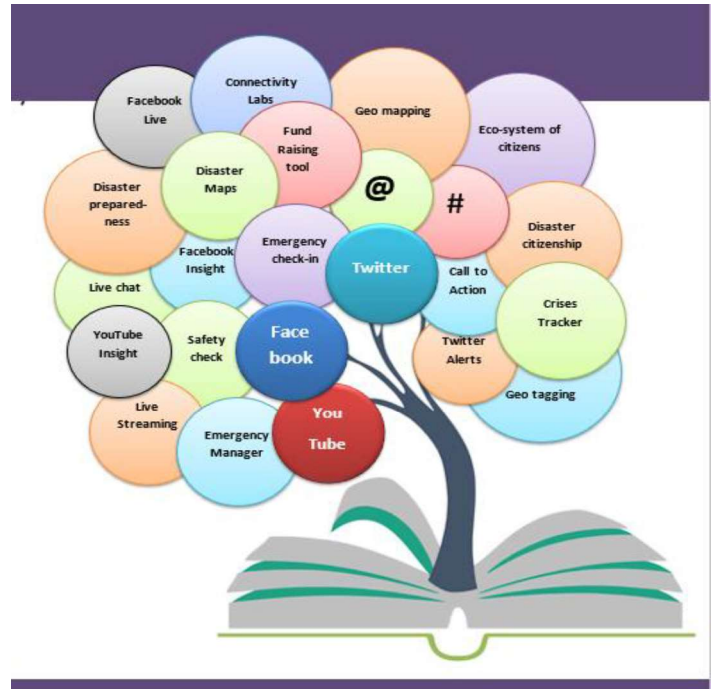 Connectivity
Labs
Facebook
Live
Geo mapping
Fund
Raising
tool
Eco-system of
citizens
Disaster
Maps
@
#
Disaster
prepared-
ness
Disaster
citizenship
Emergency
check-in
Facebook
Insight
Twitter
Call to
Action
Live chat
Crises
Tracker
YouTube
Insight
Safety
check
Face
book
Twitter
Alerts
Geo tagging
Live
Streaming
You
Tube
Emergency
Manager